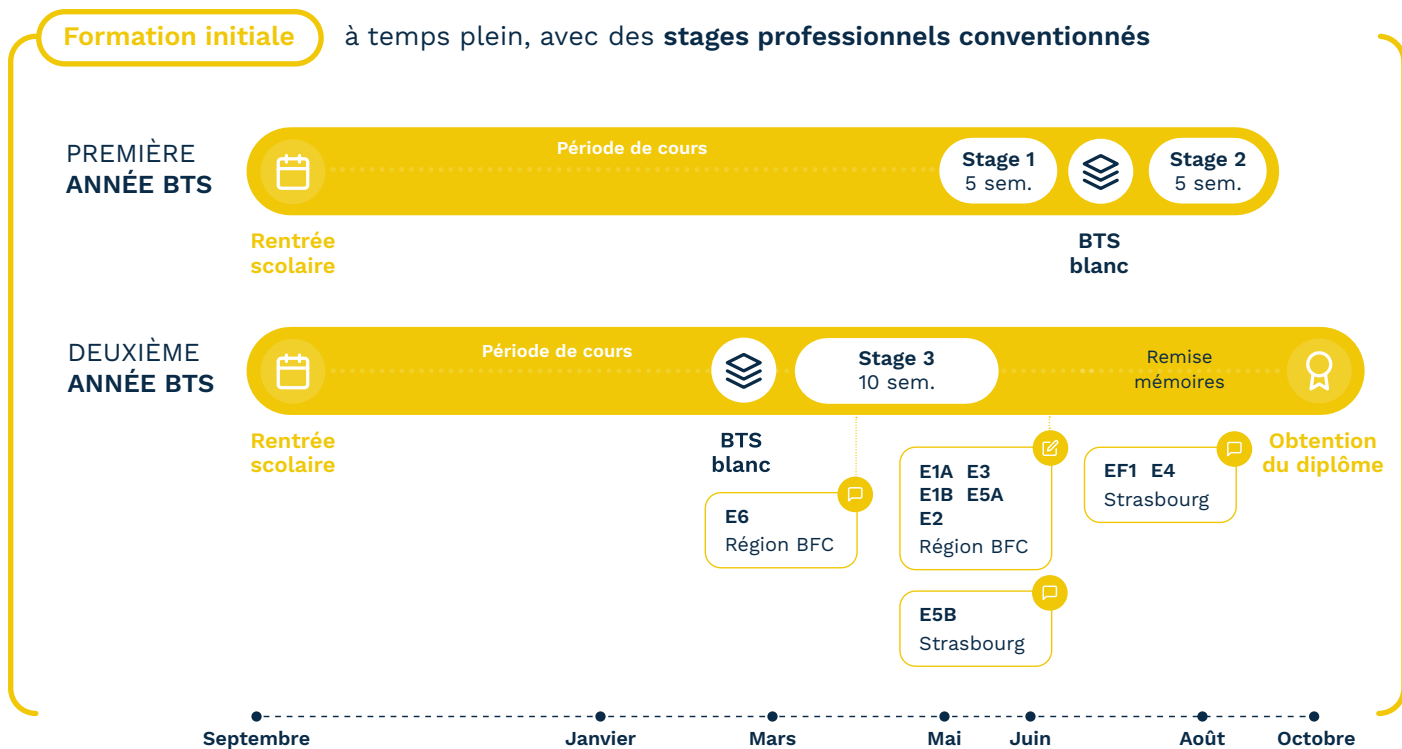 Formation initiale à temps plein, avec des stages professionnels conventionnés
PREMIÈRE
ANNÉE BTS
Période de cours
Stage 1
5 sem.
Stage 2
5 sem.
Rentrée
scolaire
BTS
blanc
DEUXIÈME
ANNÉE BTS
Période de cours
Stage 3
10 sem.
Remise
mémoires
Rentrée
scolaire
BTS
blanc
E6
Région BFC
E1A E3
E1B E5A
E2
Région BFC
E5B
Strasbourg
EF1 E4
Strasbourg
Obtention
du diplôme
Septembre Janvier Mars Mai Juin Août Octobre